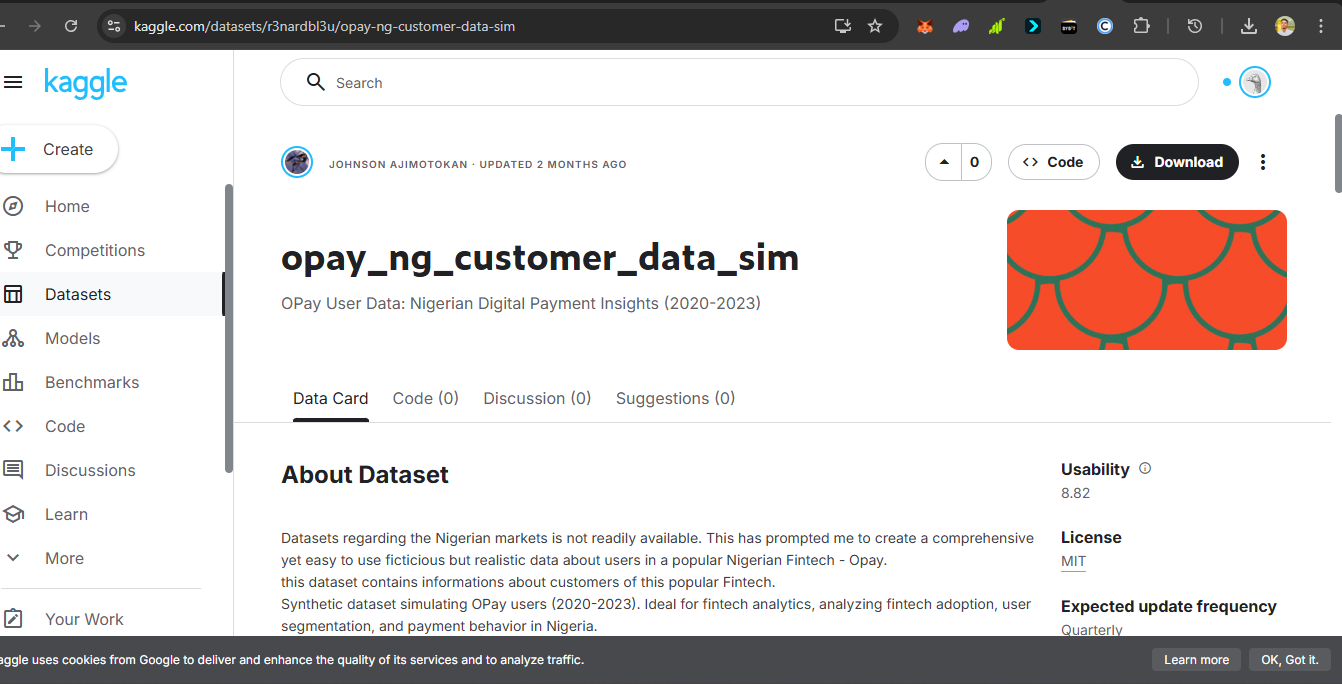 kaggle.com/datasets/r3nardbl3u/opay-ng-customer-data-sim
kaggle
Search
Create
Home
Competitions
Datasets
Models
Benchmarks
Code
Discussions
Learn
More
Your Work
JOHNSON AJIMOTOKAN · UPDATED 2 MONTHS AGO
0
Code
Download
opay_ng_customer_data_sim
OPay User Data: Nigerian Digital Payment Insights (2020-2023)
Data Card
Code (0)
Discussion (0)
Suggestions (0)
About Dataset
Datasets regarding the Nigerian markets is not readily available. This has prompted me to create a comprehensive
yet easy to use ficticious but realistic data about users in a popular Nigerian Fintech - Opay.
this dataset contains informations about customers of this popular Fintech.
Synthetic dataset simulating OPay users (2020-2023). Ideal for fintech analytics, analyzing fintech adoption, user
segmentation, and payment behavior in Nigeria.
Usability
8.82
License
MIT
Expected update frequency
Quarterly
aggle uses cookies from Google to deliver and enhance the quality of its services and to analyze traffic.
Learn more
OK, Got it.